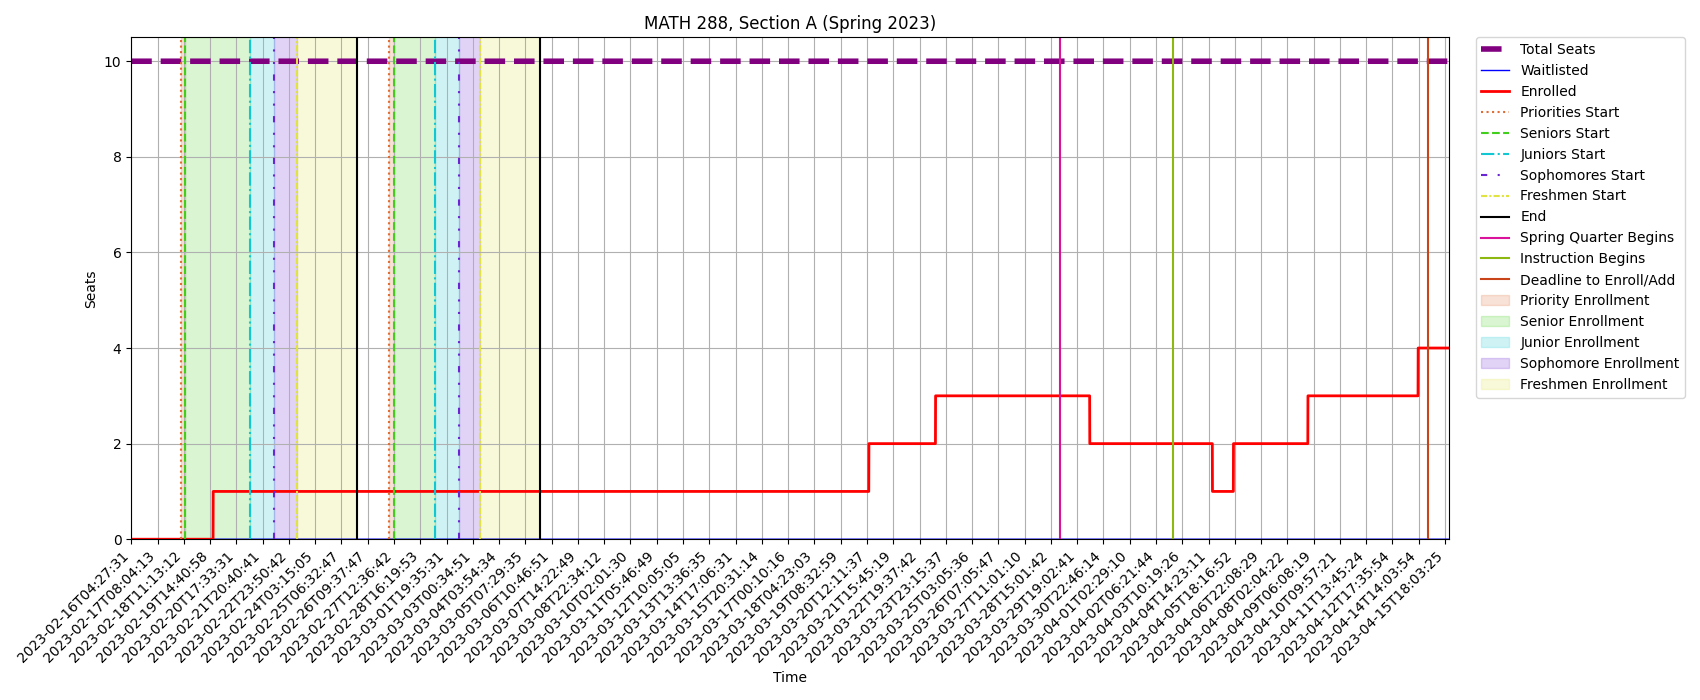 MATH 288, Section A (Spring 2023)
Seats
10
8
6
4
2
0
2023-02-16T04:27:31
2023-02-17T08:04:13
2023-02-18T11:13:12
2023-02-19T14:40:58
2023-02-20T17:33:31
2023-02-21T20:40:41
2023-02-22T23:50:42
2023-02-24T03:15:05
2023-02-25T06:32:47
2023-02-26T09:37:47
2023-02-27T12:36:42
2023-02-28T16:19:53
2023-03-01T19:35:31
2023-03-03T00:34:51
2023-03-04T03:54:34
2023-03-05T07:29:35
2023-03-06T10:46:51
2023-03-07T14:22:49
2023-03-08T22:34:12
2023-03-10T02:01:30
2023-03-11T05:46:49
2023-03-12T10:05:05
2023-03-13T13:36:35
2023-03-14T17:06:31
2023-03-15T20:31:14
2023-03-17T00:10:16
2023-03-18T04:23:03
2023-03-19T08:32:59
2023-03-20T12:11:37
2023-03-21T15:45:19
2023-03-22T19:37:42
2023-03-23T23:15:37
2023-03-25T03:05:36
2023-03-26T07:05:47
2023-03-27T11:01:10
2023-03-28T15:01:42
2023-03-29T19:02:41
2023-03-30T22:46:14
2023-04-01T02:29:10
2023-04-02T06:21:44
2023-04-03T10:19:26
2023-04-04T14:23:11
2023-04-05T18:16:52
2023-04-06T22:08:29
2023-04-08T02:04:22
2023-04-09T06:08:19
2023-04-10T09:57:21
2023-04-11T13:45:24
2023-04-12T17:35:54
2023-04-14T14:03:54
2023-04-15T18:03:25
Time
Total Seats
Waitlisted
Enrolled
Priorities Start
Seniors Start
Juniors Start
Sophomores Start
Freshmen Start
End
Spring Quarter Begins
Instruction Begins
Deadline to Enroll/Add
Priority Enrollment
Senior Enrollment
Junior Enrollment
Sophomore Enrollment
Freshmen Enrollment